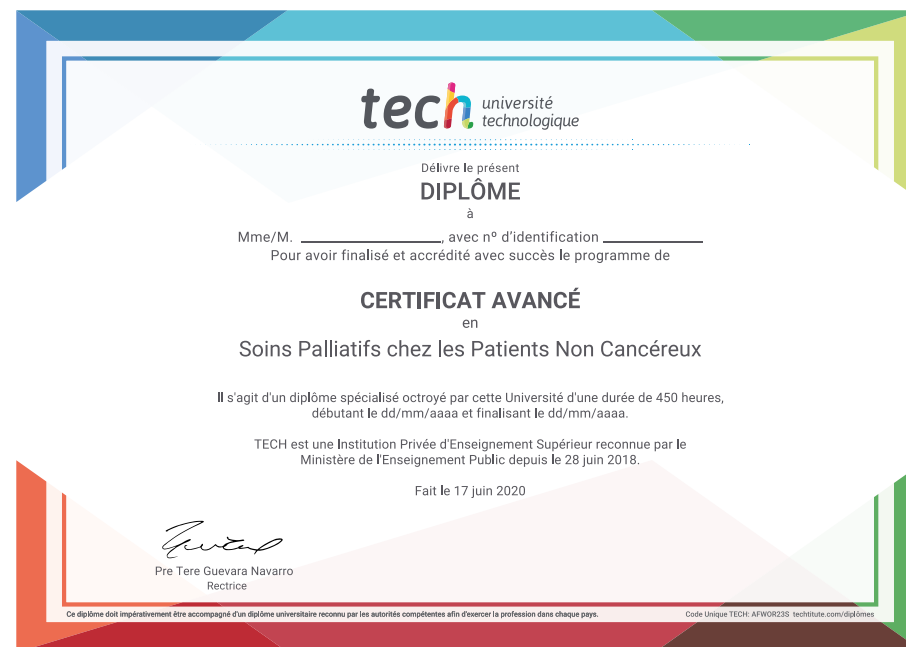 tech université
technologique
Délivre le présent
DIPLÔME
à
Mme/M. ____________________, avec nº d'identification ______________
Pour avoir finalisé et accrédité avec succès le programme de
CERTIFICAT AVANCÉ
en
Soins Palliatifs chez les Patients Non Cancéreux
Il s'agit d'un diplôme spécialisé octroyé par cette Université d'une durée de 450 heures,
débutant le dd/mm/aaaa et finalisant le dd/mm/aaaa.
TECH est une Institution Privée d'Enseignement Supérieur reconnue par le
Ministère de l'Enseignement Public depuis le 28 juin 2018.
Fait le 17 juin 2020
Pre Tere Guevara Navarro
Rectrice
Ce diplôme doit impérativement être accompagné d'un diplôme universitaire reconnu par les autorités compétentes afin d'exercer la profession dans chaque pays.
Code Unique TECH: AFWOR23S techtitute.com/diplômes